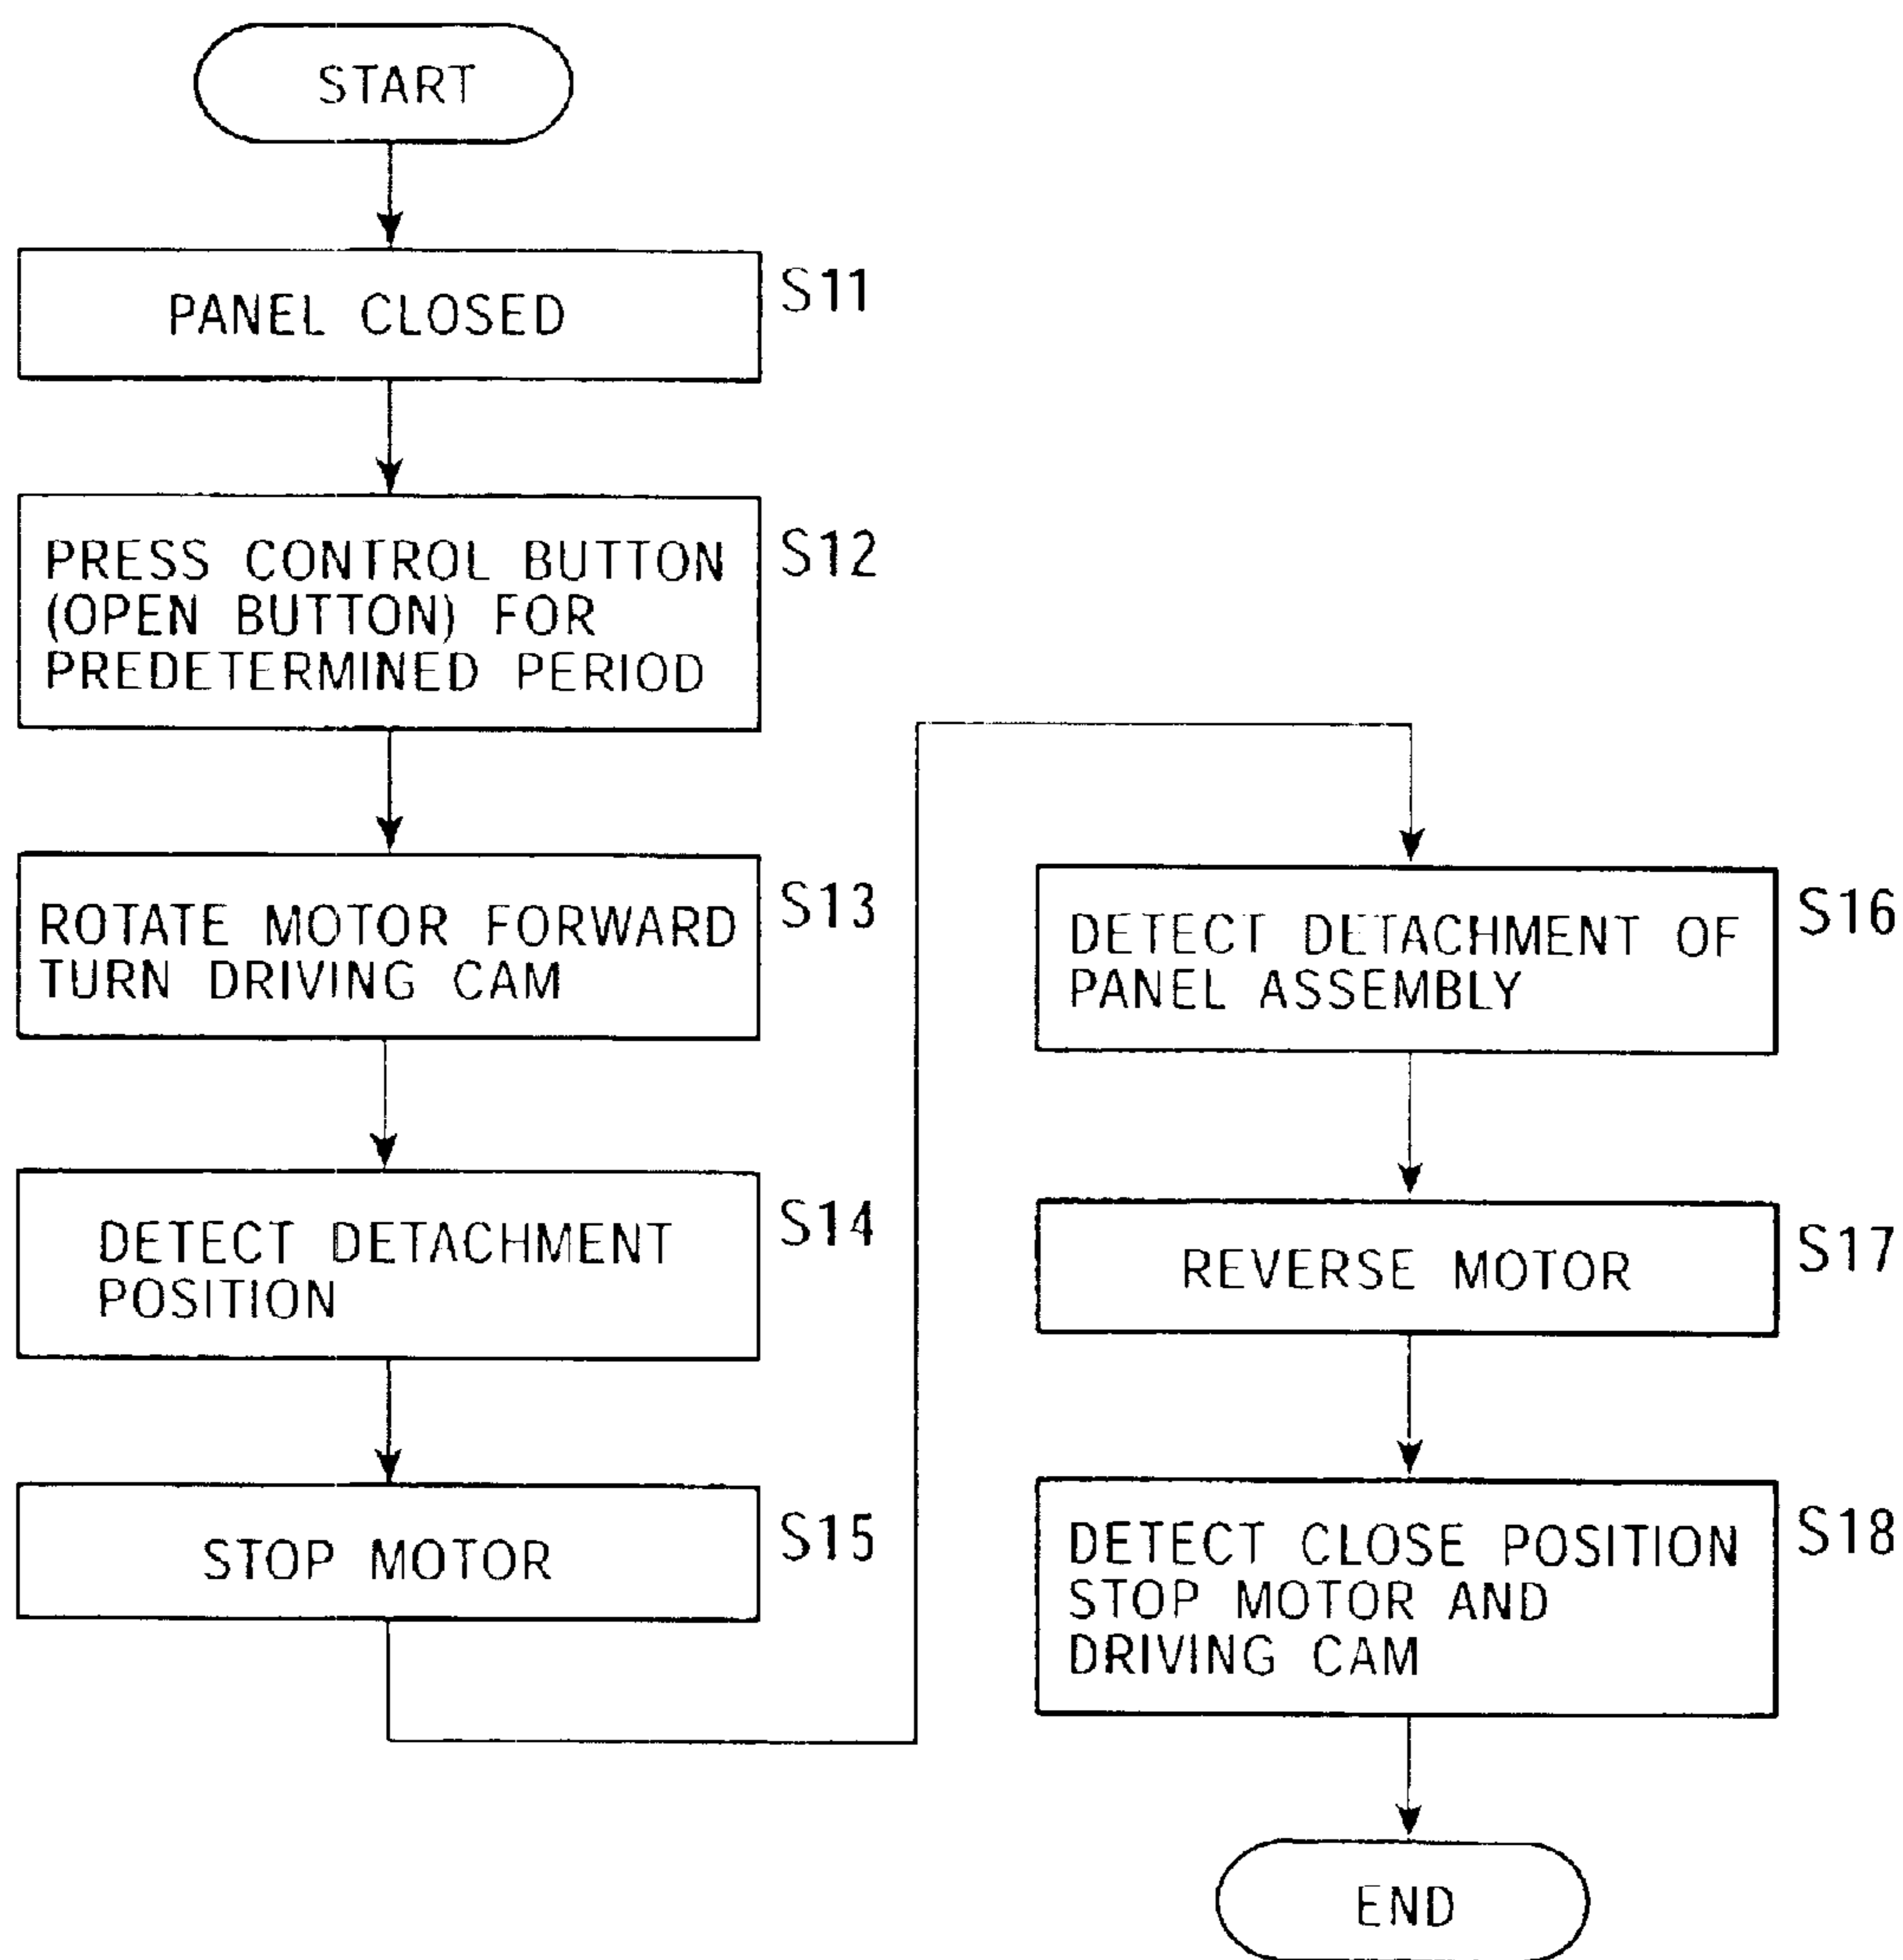 START
PANEL CLOSED
S11
PRESS CONTROL BUTTON
(OPEN BUTTON) FOR
PREDETERMINED PERIOD
S12
ROTATE MOTOR FORWARD
TURN DRIVING CAM
S13
DETECT DETACHMENT
POSITION
S14
STOP MOTOR
S15
DETECT DETACHMENT OF
PANEL ASSEMBLY
S16
REVERSE MOTOR
S17
DETECT CLOSE POSITION
STOP MOTOR AND
DRIVING CAM
S18
END